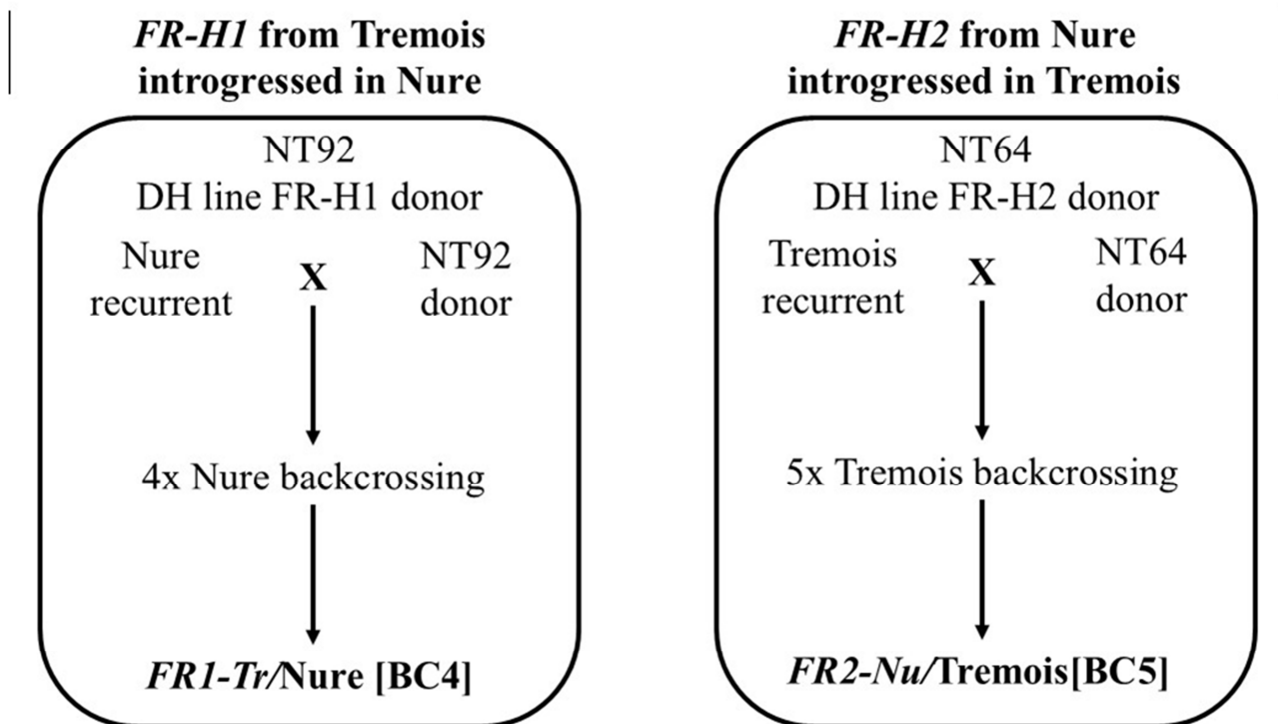 FR-H1 from Tremois
introgressed in Nure
NT92
DH line FR-H1 donor
Nure
recurrent
X
NT92
donor
4x Nure backcrossing
FR1-Tr/Nure [BC4]
FR-H2 from Nure
introgressed in Tremois
NT64
DH line FR-H2 donor
Tremois
recurrent
X
NT64
donor
5x Tremois backcrossing
FR2-Nu/Tremois[BC5]